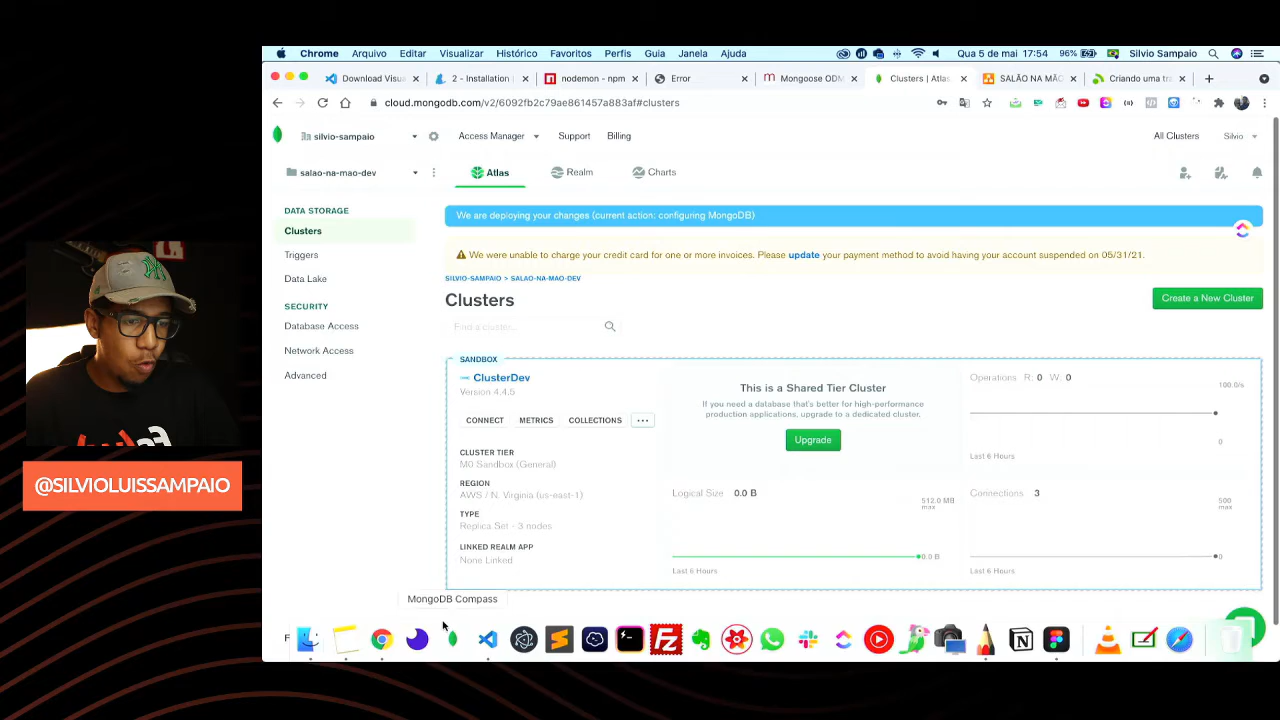 Chrome Arquivo Editar Visualizar Histórico Favoritos Perfis Guia Janela Ajuda Qua 5 de mai 17:54 96% Silvio Sampaio
Download Visu 2 - Installation nodemon - npm Error Mongoose ODM Clusters | Atlas SALÃO NA MÃO Criando uma tra
cloud.mongodb.com/v2/6092fb2c79ae861457a883af#clusters
silvio-sampaio Access Manager Support Billing All Clusters Silvio
salao-na-mao-dev Atlas Realm Charts
DATA STORAGE
Clusters
Triggers
Data Lake
SECURITY
Database Access
Network Access
Advanced
We are deploying your changes (current action: configuring MongoDB)
We were unable to charge your credit card for one or more invoices. Please update your payment method to avoid having your account suspended on 05/31/21.
SILVIO-SAMPAIO > SALAO-NA-MAO-DEV
Clusters
Create a New Cluster
Find a cluster...
SANDBOX
ClusterDev
Version 4.4.5
CONNECT METRICS COLLECTIONS ...
CLUSTER TIER
M0 Sandbox (General)
REGION
AWS / N. Virginia (us-east-1)
TYPE
Replica Set - 3 nodes
LINKED REALM APP
None Linked
This is a Shared Tier Cluster
If you need a database that's better for high-performance
production applications, upgrade to a dedicated cluster.
Upgrade
Operations R: 0 W: 0
100.0/s
0
Last 6 Hours
Logical Size 0.0 B
512.0 MB
max
0.0 B
Last 6 Hours
Connections 3
500
max
0
Last 6 Hours
MongoDB Compass
F
@SILVIOLUISSAMPAIO